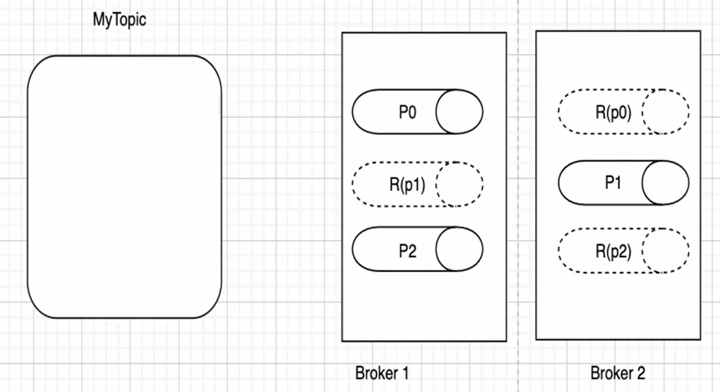 MyTopic
P0
R(p1)
P2
Broker 1
R(p0)
P1
R(p2)
Broker 2